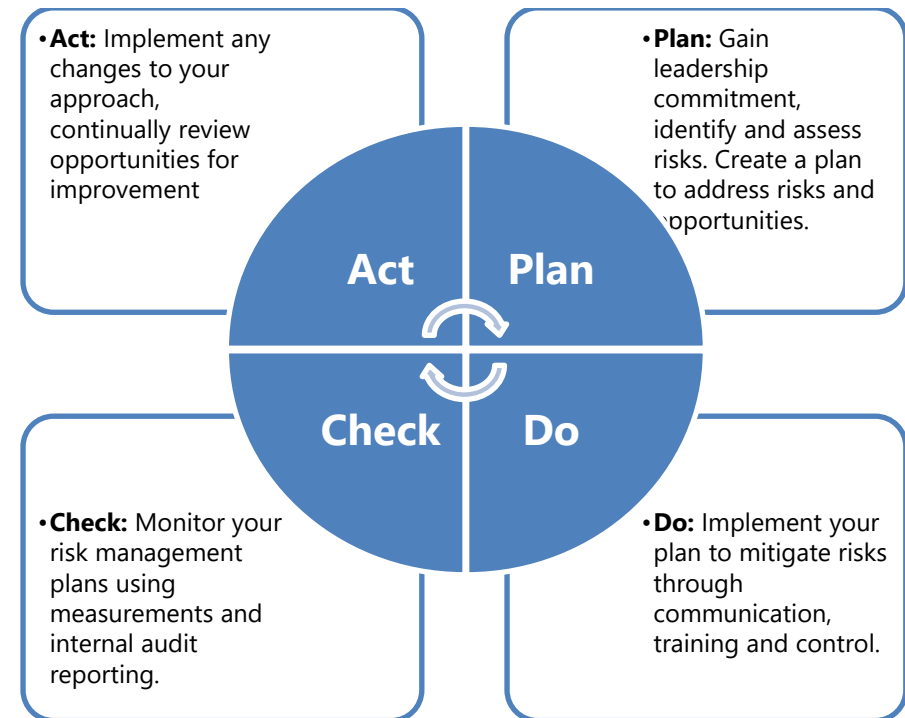 •Act: Implement any
changes to your
approach,
continually review
opportunities for
improvement
•Plan: Gain
leadership
commitment,
identify and assess
risks. Create a plan
to address risks and
opportunities.
Act
Plan
Check
Do
•Check: Monitor your
risk management
plans using
measurements and
internal audit
reporting.
•Do: Implement your
plan to mitigate risks
through
communication,
training and control.